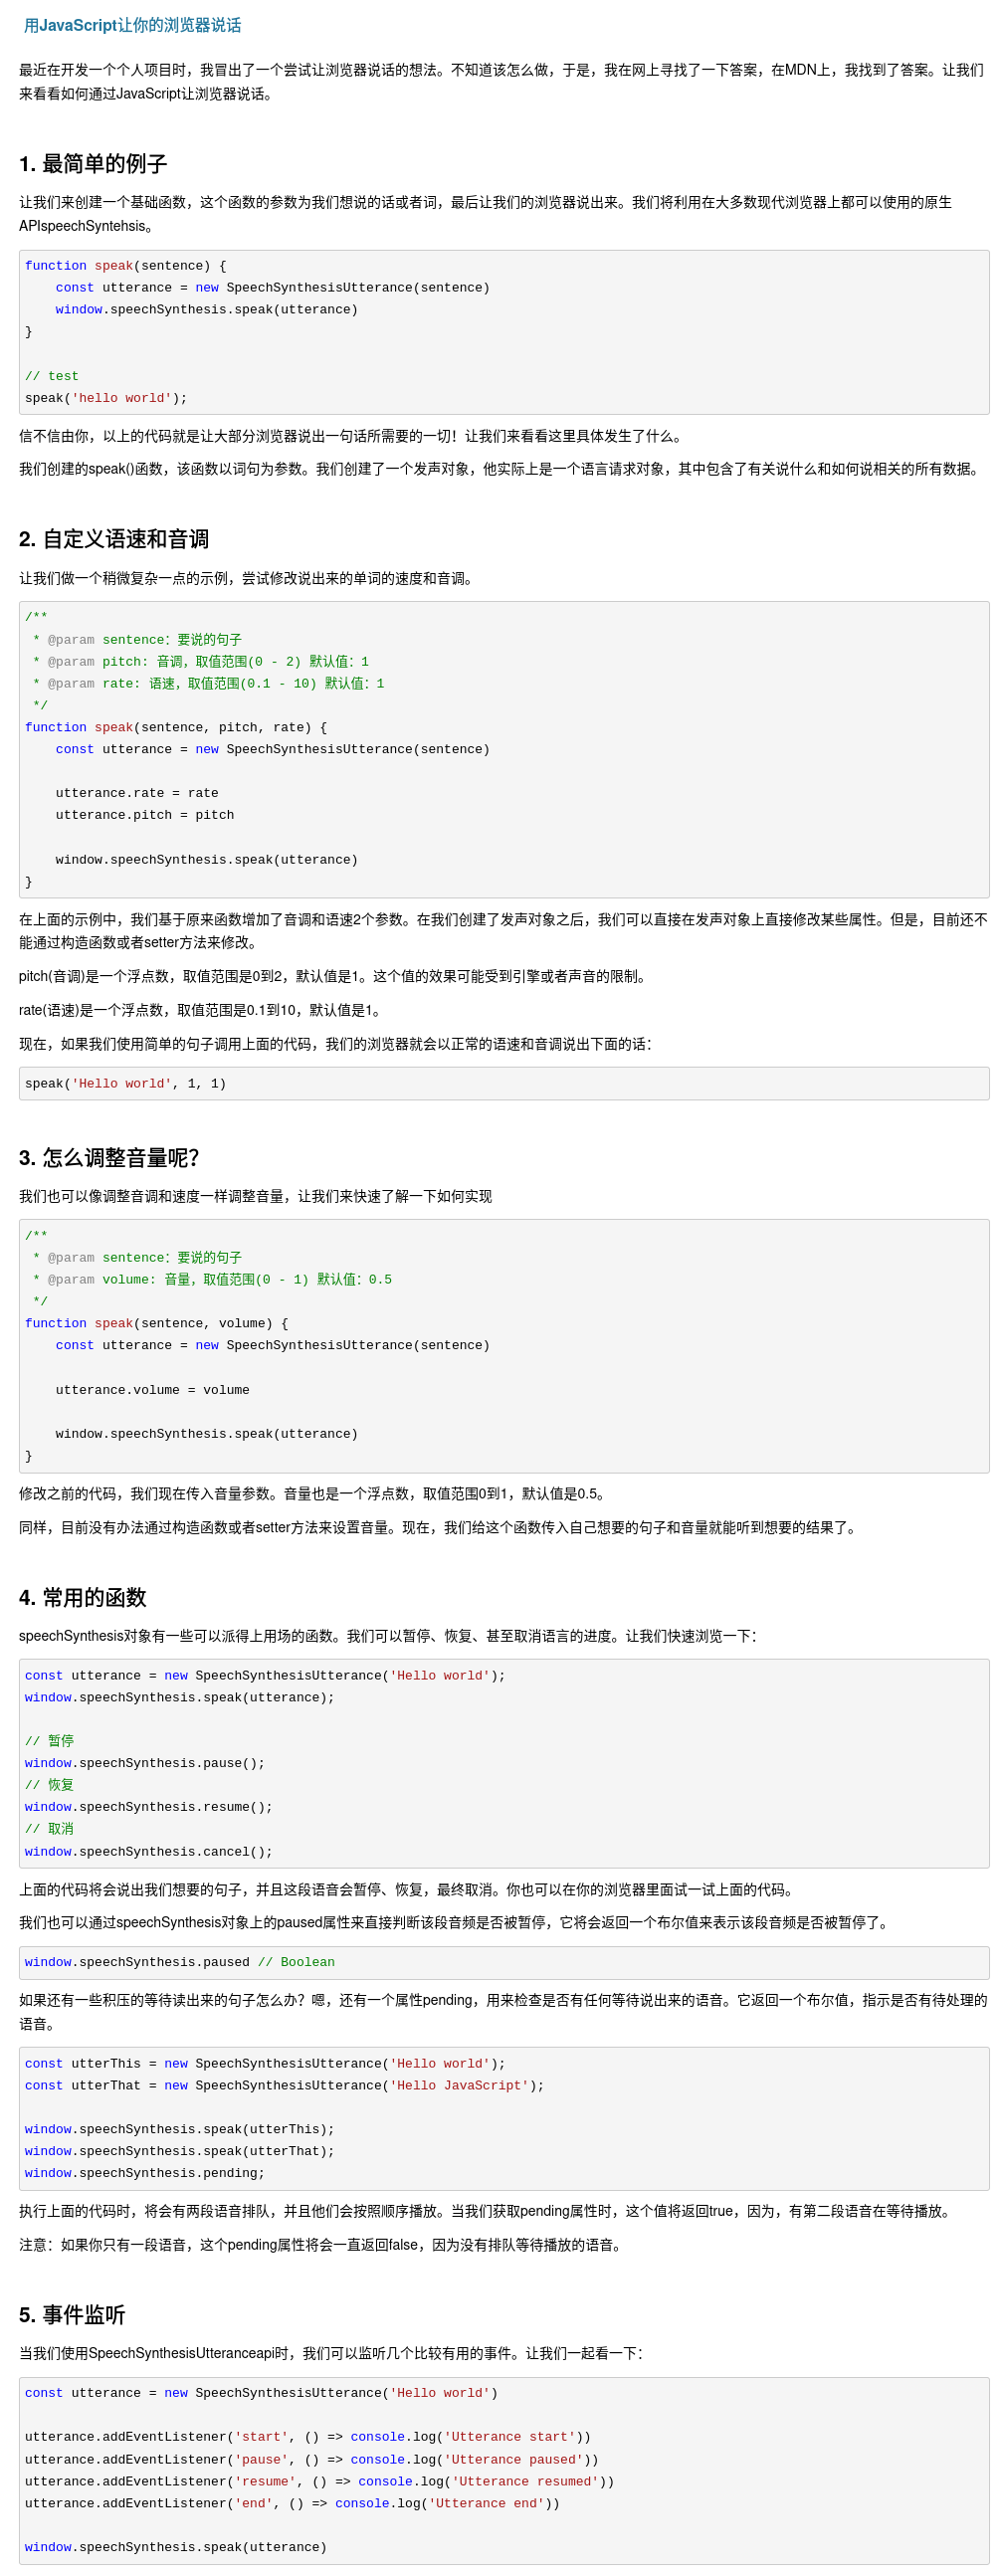 用JavaScript让你的浏览器说话
最近在开发一个个人项目时，我冒出了一个尝试让浏览器说话的想法。不知道该怎么做，于是，我在网上寻找了一下答案，在MDN上，我找到了答案。让我们
来看看如何通过JavaScript让浏览器说话。
1. 最简单的例子
让我们来创建一个基础函数，这个函数的参数为我们想说的话或者词，最后让我们的浏览器说出来。我们将利用在大多数现代浏览器上都可以使用的原生
APIspeechSyntehsis。
function speak(sentence) {
    const utterance = new SpeechSynthesisUtterance(sentence)
    window.speechSynthesis.speak(utterance)
}
// test
speak('hello world');
信不信由你，以上的代码就是让大部分浏览器说出一句话所需要的一切！让我们来看看这里具体发生了什么。
我们创建的speak()函数，该函数以词句为参数。我们创建了一个发声对象，他实际上是一个语言请求对象，其中包含了有关说什么和如何说相关的所有数据。
2. 自定义语速和音调
让我们做一个稍微复杂一点的示例，尝试修改说出来的单词的速度和音调。
/**
 * @param sentence：要说的句子
 * @param pitch: 音调，取值范围(0 - 2) 默认值：1
 * @param rate: 语速，取值范围(0.1 - 10) 默认值：1
 */
function speak(sentence, pitch, rate) {
    const utterance = new SpeechSynthesisUtterance(sentence)
    utterance.rate = rate
    utterance.pitch = pitch
    window.speechSynthesis.speak(utterance)
}
在上面的示例中，我们基于原来函数增加了音调和语速2个参数。在我们创建了发声对象之后，我们可以直接在发声对象上直接修改某些属性。但是，目前还不
能通过构造函数或者setter方法来修改。
pitch(音调)是一个浮点数，取值范围是0到2，默认值是1。这个值的效果可能受到引擎或者声音的限制。
rate(语速)是一个浮点数，取值范围是0.1到10，默认值是1。
现在，如果我们使用简单的句子调用上面的代码，我们的浏览器就会以正常的语速和音调说出下面的话：
speak('Hello world', 1, 1)
3. 怎么调整音量呢？
我们也可以像调整音调和速度一样调整音量，让我们来快速了解一下如何实现
/**
 * @param sentence：要说的句子
 * @param volume: 音量，取值范围(0 - 1) 默认值：0.5
 */
function speak(sentence, volume) {
    const utterance = new SpeechSynthesisUtterance(sentence)
    utterance.volume = volume
    window.speechSynthesis.speak(utterance)
}
修改之前的代码，我们现在传入音量参数。音量也是一个浮点数，取值范围0到1，默认值是0.5。
同样，目前没有办法通过构造函数或者setter方法来设置音量。现在，我们给这个函数传入自己想要的句子和音量就能听到想要的结果了。
4. 常用的函数
speechSynthesis对象有一些可以派得上用场的函数。我们可以暂停、恢复、甚至取消语言的进度。让我们快速浏览一下：
const utterance = new SpeechSynthesisUtterance('Hello world');
window.speechSynthesis.speak(utterance);
// 暂停
window.speechSynthesis.pause();
// 恢复
window.speechSynthesis.resume();
// 取消
window.speechSynthesis.cancel();
上面的代码将会说出我们想要的句子，并且这段语音会暂停、恢复，最终取消。你也可以在你的浏览器里面试一试上面的代码。
我们也可以通过speechSynthesis对象上的paused属性来直接判断该段音频是否被暂停，它将会返回一个布尔值来表示该段音频是否被暂停了。
window.speechSynthesis.paused // Boolean
如果还有一些积压的等待读出来的句子怎么办？嗯，还有一个属性pending，用来检查是否有任何等待说出来的语音。它返回一个布尔值，指示是否有待处理的
语音。
const utterThis = new SpeechSynthesisUtterance('Hello world');
const utterThat = new SpeechSynthesisUtterance('Hello JavaScript');
window.speechSynthesis.speak(utterThis);
window.speechSynthesis.speak(utterThat);
window.speechSynthesis.pending;
执行上面的代码时，将会有两段语音排队，并且他们会按照顺序播放。当我们获取pending属性时，这个值将返回true，因为，有第二段语音在等待播放。
注意：如果你只有一段语音，这个pending属性将会一直返回false，因为没有排队等待播放的语音。
5. 事件监听
当我们使用SpeechSynthesisUtteranceapi时，我们可以监听几个比较有用的事件。让我们一起看一下：
const utterance = new SpeechSynthesisUtterance('Hello world')
utterance.addEventListener('start', () => console.log('Utterance start'))
utterance.addEventListener('pause', () => console.log('Utterance paused'))
utterance.addEventListener('resume', () => console.log('Utterance resumed'))
utterance.addEventListener('end', () => console.log('Utterance end'))
window.speechSynthesis.speak(utterance)